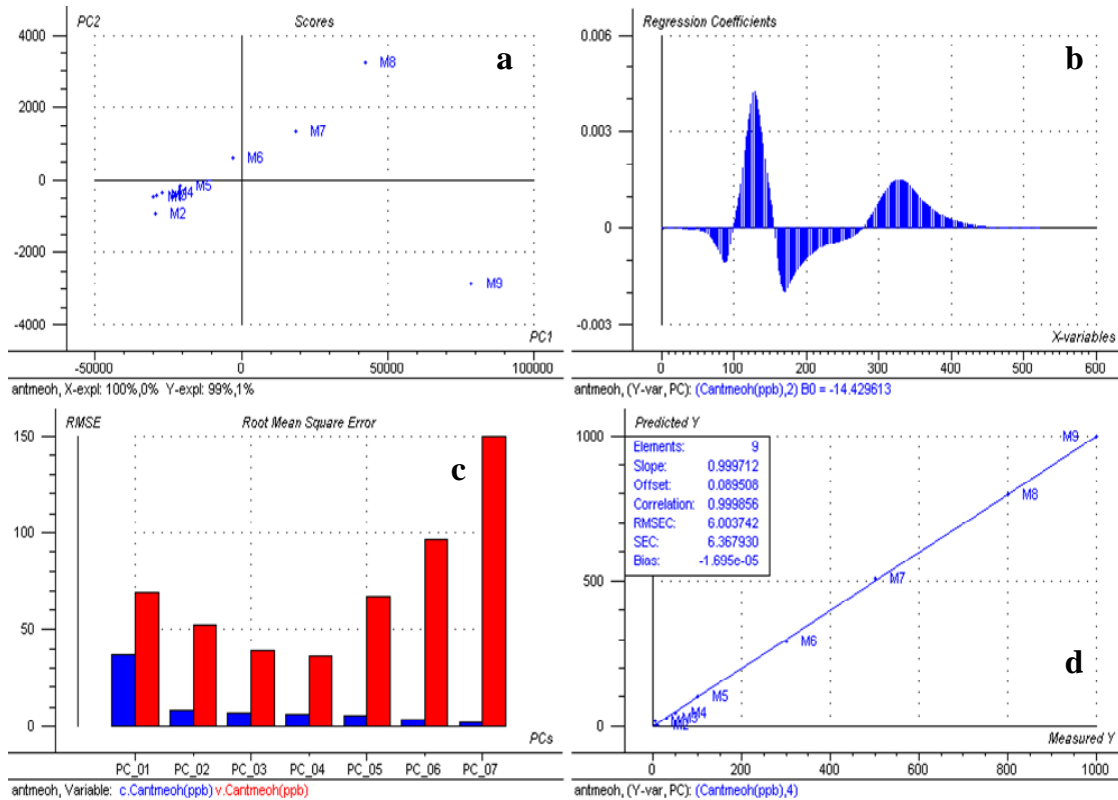 PC2 Scores
4000
2000
0
-2000
-4000
a
M8
M7
M6
M5
M2
M9
PC1
-50000 0 50000 100000
antmeoh, X-expl: 100%,0% Y-expl: 99%,1%
Regression Coefficients
0.006
0.003
0
-0.003
b
X-variables
0 100 200 300 400 500 600
antmeoh, (Y-var, PC): (Cantmeoh(ppb),2) B0 = -14.429613
RMSE Root Mean Square Error
150
100
50
0
c
PCs
PC_01 PC_02 PC_03 PC_04 PC_05 PC_06 PC_07
antmeoh, Variable: c.Cantmeoh(ppb) v.Cantmeoh(ppb)
Predicted Y
1000
500
0
Elements: 9
Slope: 0.999712
Offset: 0.089508
Correlation: 0.999856
RMSEC: 6.003742
SEC: 6.367930
Bias: -1.695e-05
M9
M8
M7
M6
M5
M4
M3
M2
d
Measured Y
0 200 400 600 800 1000
antmeoh, (Y-var, PC): (Cantmeoh(ppb),4)